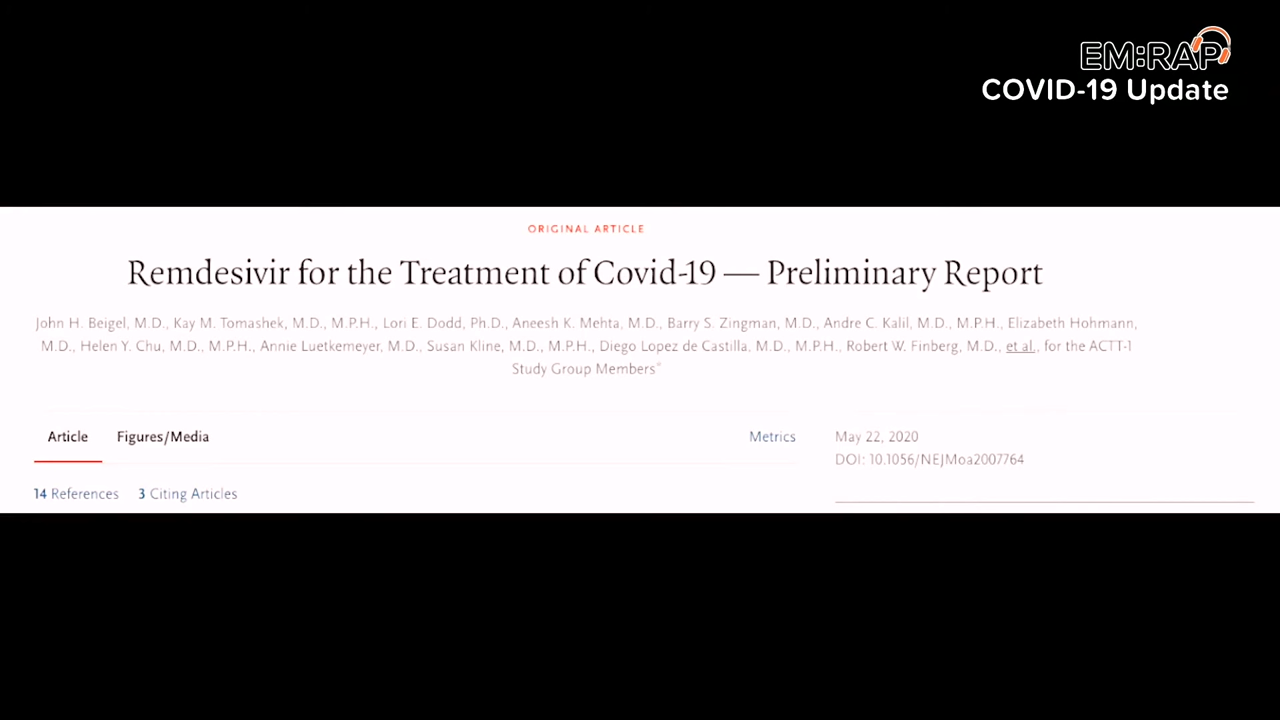 EM:RAP
COVID-19 Update
ORIGINAL ARTICLE
Remdesivir for the Treatment of Covid-19 — Preliminary Report
John H. Beigel, M.D., Kay M. Tomashek, M.D., M.P.H., Lori E. Dodd, Ph.D., Aneesh K. Mehta, M.D., Barry S. Zingman, M.D., Andre C. Kalil, M.D., M.P.H., Elizabeth Hohmann,
M.D., Helen Y. Chu, M.D., M.P.H., Annie Luetkemeyer, M.D., Susan Kline, M.D., M.P.H., Diego Lopez de Castilla, M.D., M.P.H., Robert W. Finberg, M.D., et al., for the ACTT-1
Study Group Members*
Article Figures/Media Metrics
May 22, 2020
DOI: 10.1056/NEJMoa2007764
14 References 3 Citing Articles